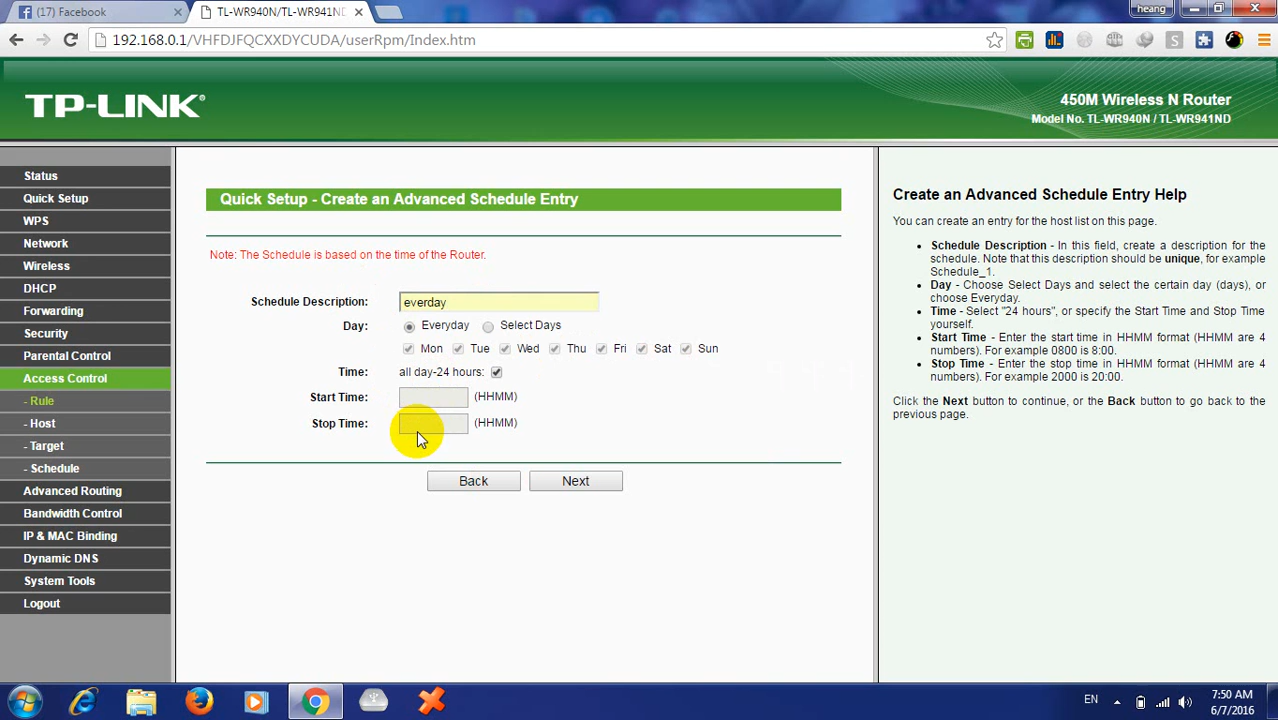 (17) Facebook
TL-WR940N/TL-WR941ND
heang
192.168.0.1/VHFDJFQCXXDYCUDA/userRpm/Index.htm
TP-LINK®
450M Wireless N Router
Model No. TL-WR940N / TL-WR941ND
Status
Quick Setup
WPS
Network
Wireless
DHCP
Forwarding
Security
Parental Control
Access Control
- Rule
- Host
- Target
- Schedule
Advanced Routing
Bandwidth Control
IP & MAC Binding
Dynamic DNS
System Tools
Logout
Quick Setup - Create an Advanced Schedule Entry
Note: The Schedule is based on the time of the Router.
Schedule Description: everday
Day: Everyday Select Days
Mon Tue Wed Thu Fri Sat Sun
Time: all day-24 hours:
Start Time: (HHMM)
Stop Time: (HHMM)
Back Next
Create an Advanced Schedule Entry Help
You can create an entry for the host list on this page.
• Schedule Description - In this field, create a description for the
schedule. Note that this description should be unique, for example
Schedule_1.
• Day - Choose Select Days and select the certain day (days), or
choose Everyday.
• Time - Select "24 hours", or specify the Start Time and Stop Time
yourself.
• Start Time - Enter the start time in HHMM format (HHMM are 4
numbers). For example 0800 is 8:00.
• Stop Time - Enter the stop time in HHMM format (HHMM are 4
numbers). For example 2000 is 20:00.
Click the Next button to continue, or the Back button to go back to the
previous page.
EN
7:50 AM
6/7/2016